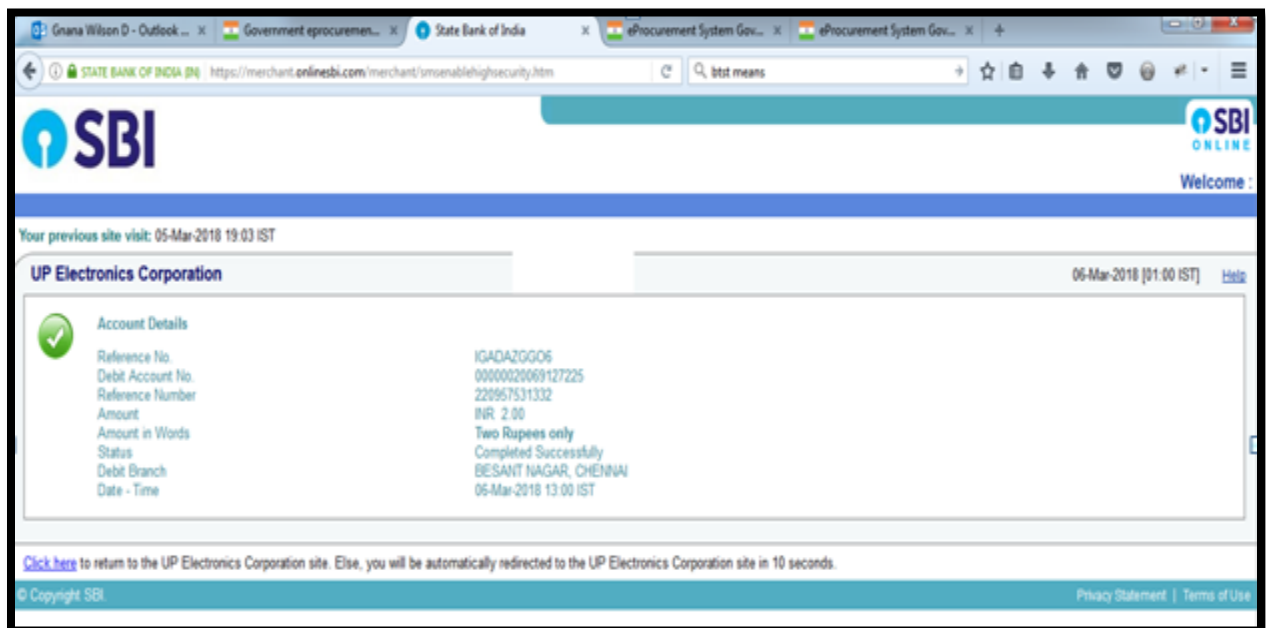 Gnana Wilson D - Outlook ... × Government eprocuremen... × State Bank of India × eProcurement System Gov... × eProcurement System Gov... × +
STATE BANK OF INDIA (IN) https://merchant.onlinesbi.com/merchant/smsenablehighsecurity.htm btst means
SBI
SBI
ONLINE
Welcome :
Your previous site visit: 05-Mar-2018 19:03 IST
UP Electronics Corporation 06-Mar-2018 [01:00 IST] Help
Account Details
Reference No. IGADAZGGO6
Debit Account No. 00000020069127225
Reference Number 220957531332
Amount INR 2.00
Amount in Words Two Rupees only
Status Completed Successfully
Debit Branch BESANT NAGAR, CHENNAI
Date - Time 06-Mar-2018 13:00 IST
Click here to return to the UP Electronics Corporation site. Else, you will be automatically redirected to the UP Electronics Corporation site in 10 seconds.
© Copyright SBI. Privacy Statement | Terms of Use